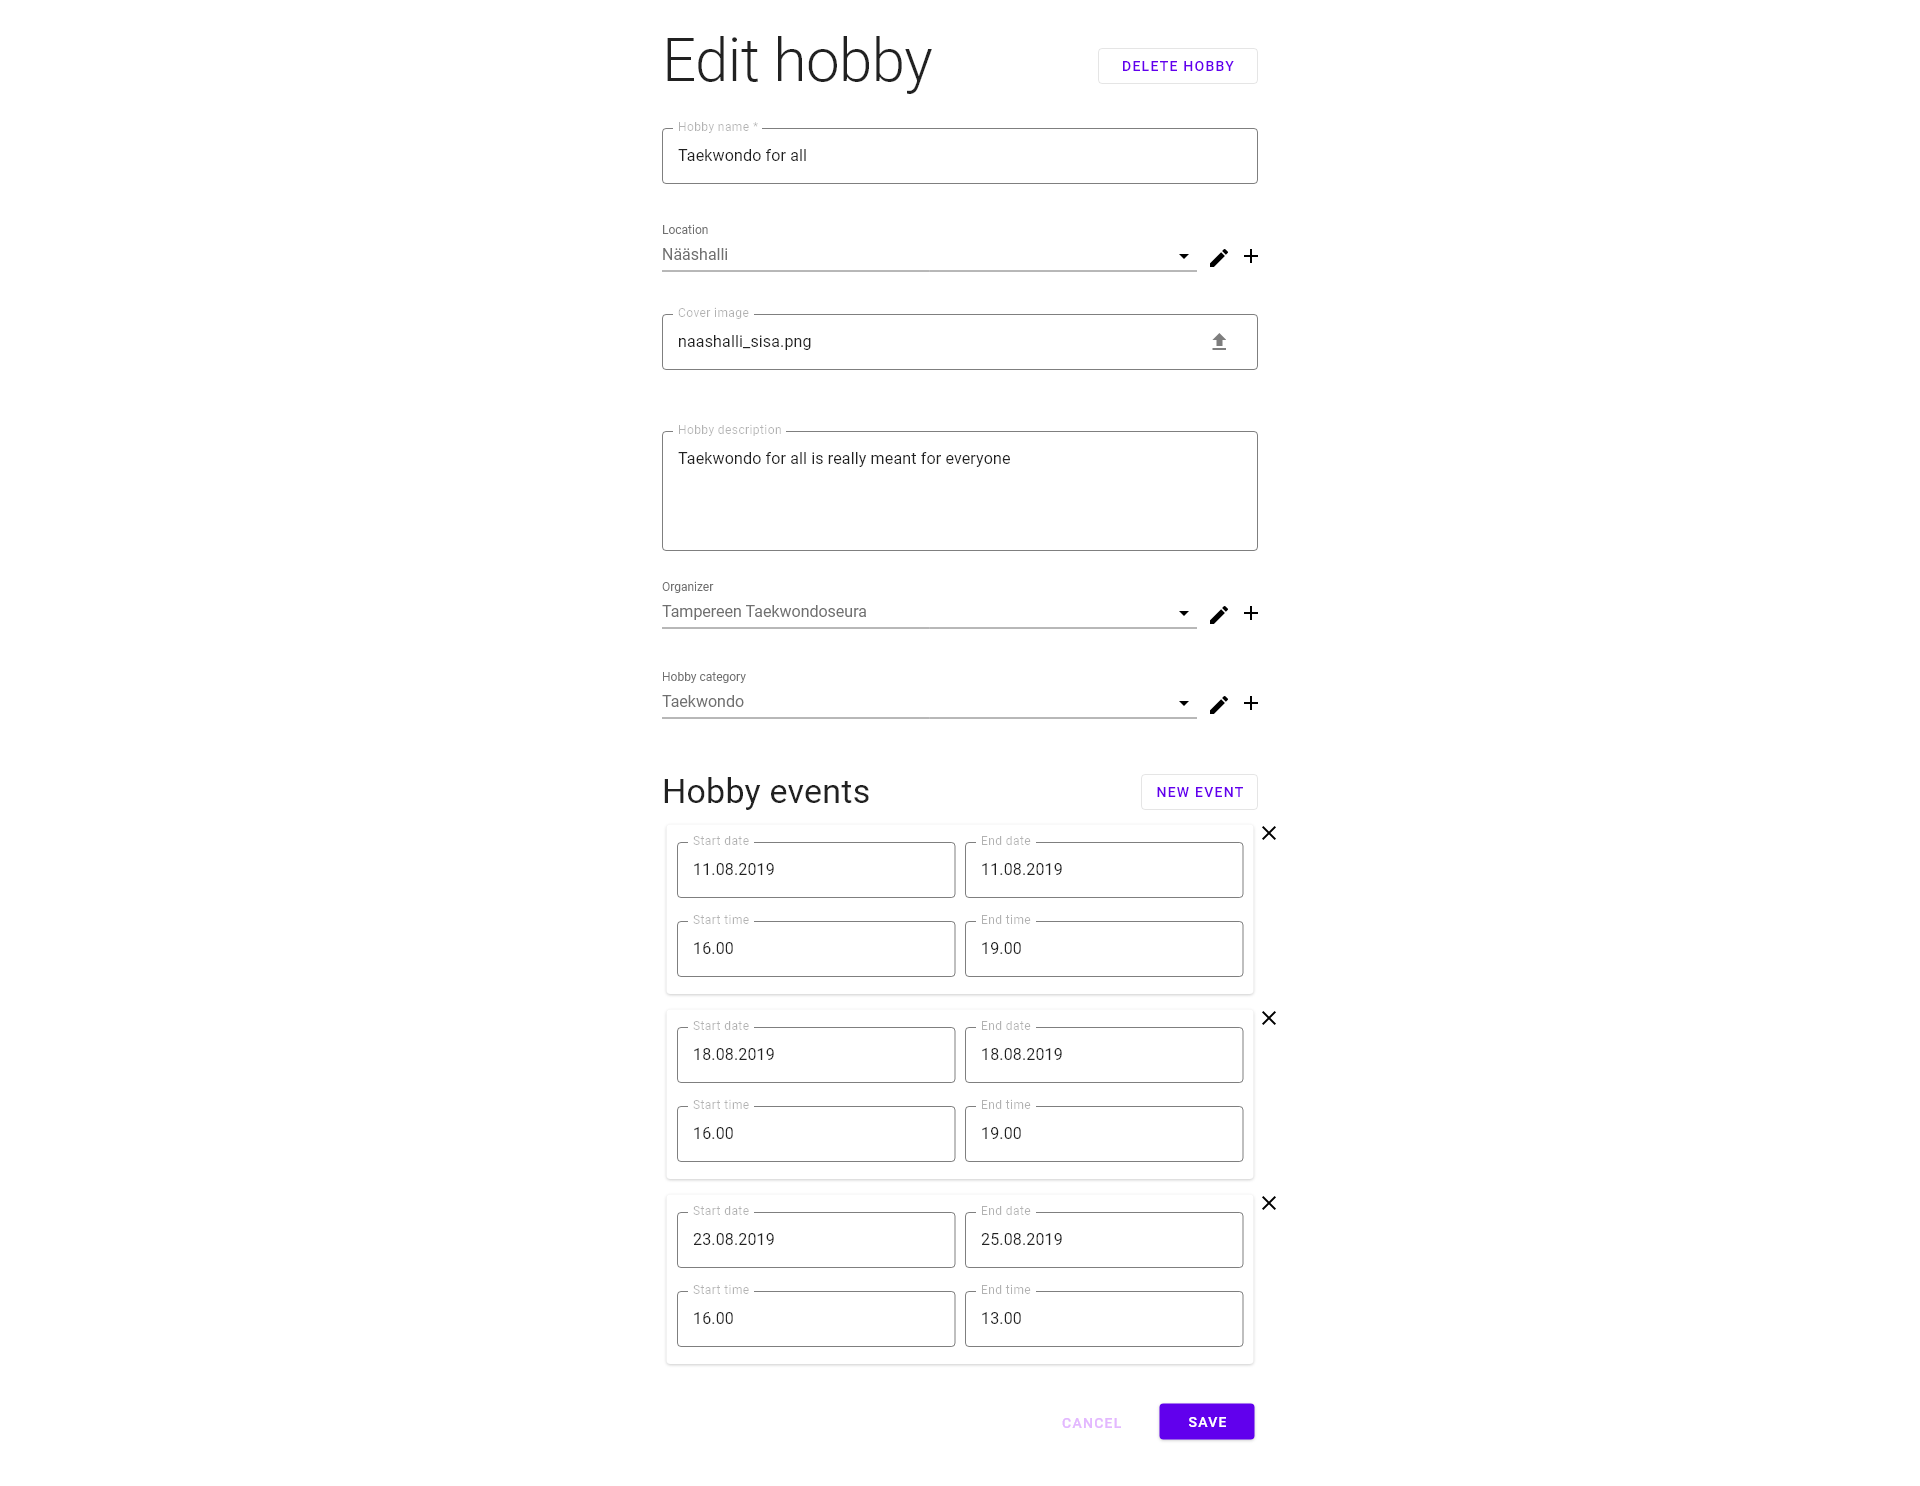 Edit hobby
DELETE HOBBY
Hobby name *
Taekwondo for all
Location
Nääshalli
Cover image
naashalli_sisa.png
Hobby description
Taekwondo for all is really meant for everyone
Organizer
Tampereen Taekwondoseura
Hobby category
Taekwondo
Hobby events
NEW EVENT
Start date End date
11.08.2019 11.08.2019
Start time End time
16.00 19.00
Start date End date
18.08.2019 18.08.2019
Start time End time
16.00 19.00
Start date End date
23.08.2019 25.08.2019
Start time End time
16.00 13.00
CANCEL SAVE